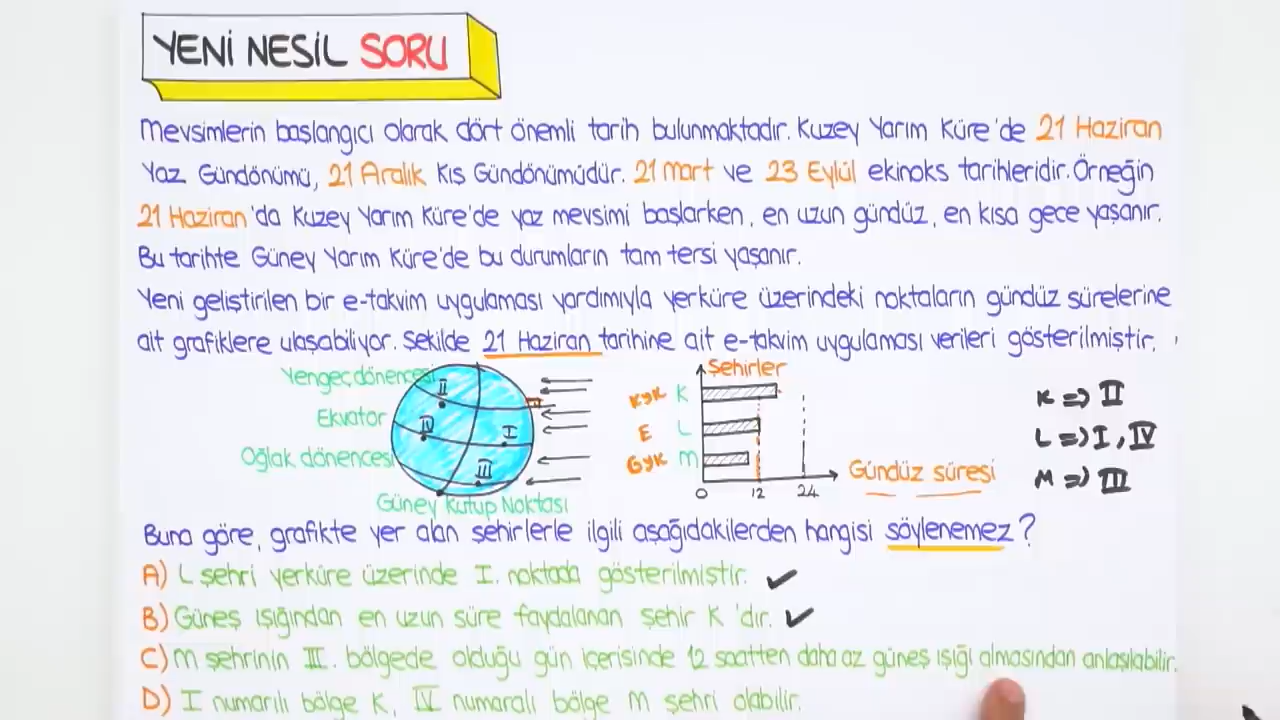 YENİ NESİL SORU
Mevsimlerin başlangıcı olarak dört önemli tarih bulunmaktadır. Kuzey Yarım Küre'de 21 Haziran
Yaz Gündönümü, 21 Aralık Kış Gündönümüdür. 21 mart ve 23 Eylül ekinoks tarihleridir. Örneğin
21 Haziran'da Kuzey Yarım Küre'de yaz mevsimi başlarken, en uzun gündüz, en kısa gece yaşanır.
Bu tarihte Güney Yarım Küre'de bu durumların tam tersi yaşanır.
Yeni geliştirilen bir e-takvim uygulaması yardımıyla yerküre üzerindeki noktaların gündüz sürelerine
ait grafiklere ulaşabiliyor. Şekilde 21 Haziran tarihine ait e-takvim uygulaması verileri gösterilmiştir.
Yengeç dönencesi
Ekvator
Oğlak dönencesi
Güney Kutup Noktası
II
IV
I
III
Şehirler
KYK K
E L
GYK M
0 12 24
Gündüz süresi
K => II
L => I, IV
M => III
Buna göre, grafikte yer alan şehirlerle ilgili aşağıdakilerden hangisi söylenemez?
A) L şehri yerküre üzerinde I. noktada gösterilmiştir. ✓
B) Güneş ışığından en uzun süre faydalanan şehir K 'dır. ✓
C) M şehrinin III. bölgede olduğu gün içerisinde 12 saatten daha az güneş ışığı almasından anlaşılabilir.
D) I numarılı bölge K, IV numaralı bölge M şehri olabilir.